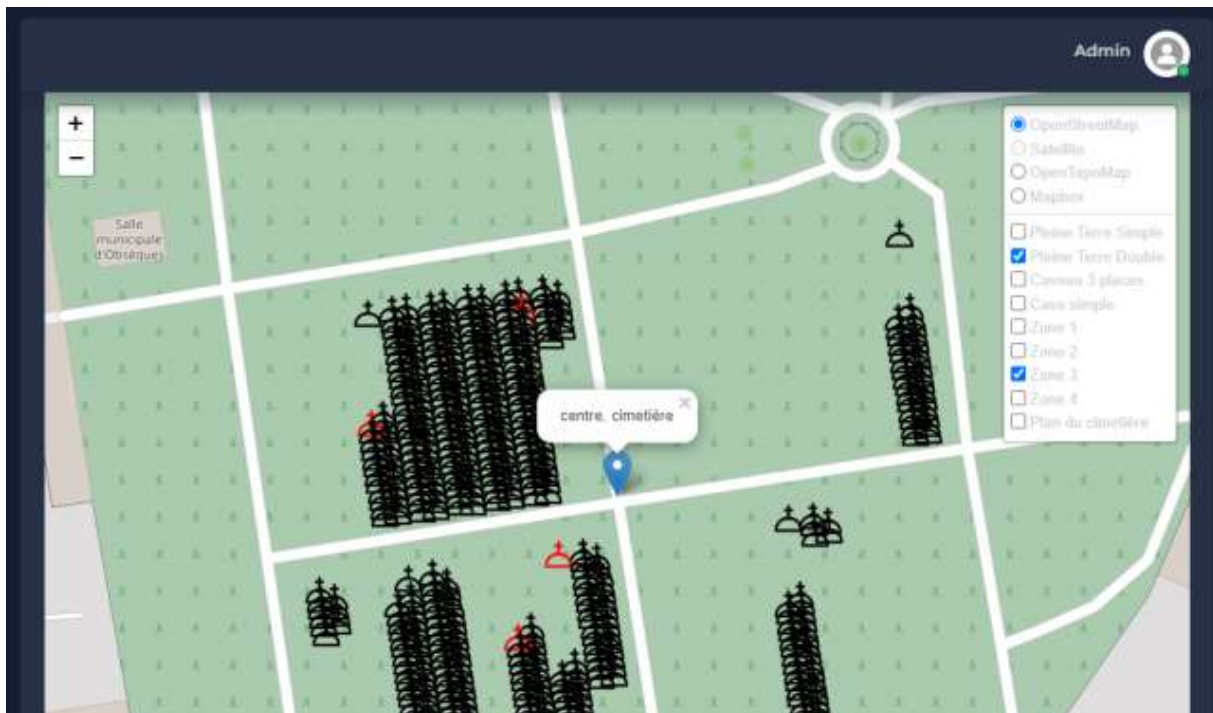 Admin
+
−
OpenStreetMap
Satellite
OpenTopoMap
Mapbox
Pleine Terre Simple
Pleine Terre Double
Caveau 3 places
Cave simple
Zone 1
Zone 2
Zone 3
Zone 4
Plan du cimetière
Salle
municipale
d'Obsèques
centre, cimetière ×